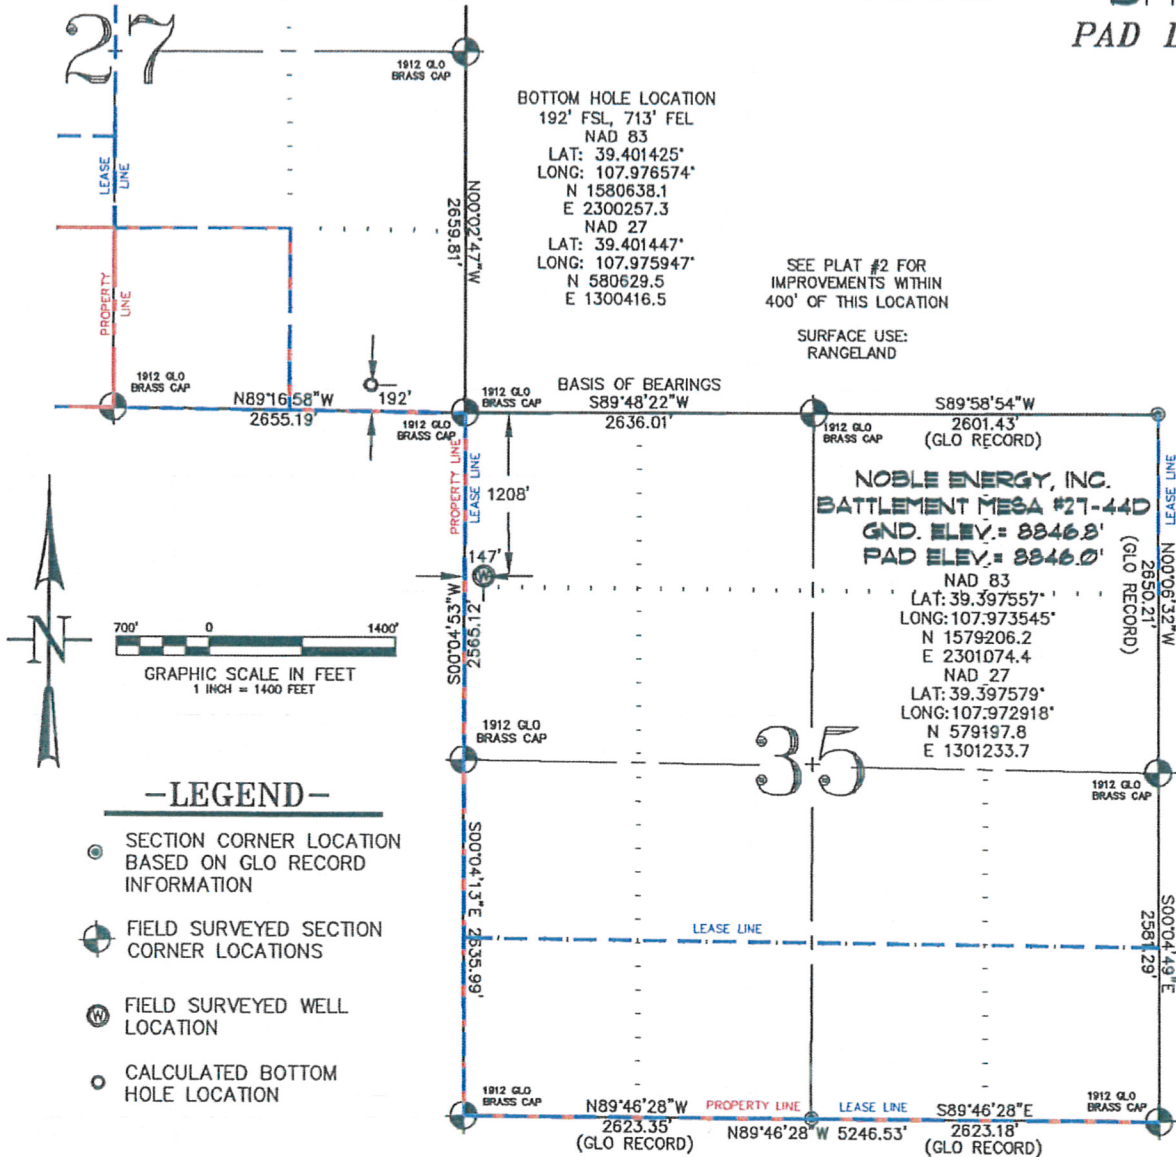 27
PAD
1912 GLO
BRASS CAP
BOTTOM HOLE LOCATION
192' FSL, 713' FEL
NAD 83
LAT: 39.401425°
LONG: 107.976574°
N 1580638.1
E 2300257.3
NAD 27
LAT: 39.401447°
LONG: 107.975947°
N 580629.5
E 1300416.5
LEASE
LINE
N00°02'47"W
2659.81'
SEE PLAT #2 FOR
IMPROVEMENTS WITHIN
400' OF THIS LOCATION
SURFACE USE:
RANGELAND
PROPERTY
LINE
1912 GLO
BRASS CAP
N89°16'58"W
2655.19'
192'
1912 GLO
BRASS CAP
BRASS CAP
BASIS OF BEARINGS
S89°48'22"W
2636.01'
1912 GLO
BRASS CAP
S89°58'54"W
2601.43'
(GLO RECORD)
PROPERTY LINE
LEASE LINE
1208'
147'
S00°04'53"W
2565.12'
NOBLE ENERGY, INC.
BATTLEMENT MESA #27-44D
GND. ELEV.= 8846.8'
PAD ELEV.= 8846.0'
NAD 83
LAT: 39.397557°
LONG: 107.973545°
N 1579206.2
E 2301074.4
NAD 27
LAT: 39.397579°
LONG: 107.972918°
N 579197.8
E 1301233.7
LEASE LINE
N00°06'32"W
2650.21'
(GLO RECORD)
N
700'
0
1400'
GRAPHIC SCALE IN FEET
1 INCH = 1400 FEET
W
1912 GLO
BRASS CAP
35
1912 GLO
BRASS CAP
-LEGEND-
SECTION CORNER LOCATION
BASED ON GLO RECORD
INFORMATION
FIELD SURVEYED SECTION
CORNER LOCATIONS
W
FIELD SURVEYED WELL
LOCATION
CALCULATED BOTTOM
HOLE LOCATION
S00°04'13"E 2635.99'
LEASE LINE
S00°04'49"E
2581.29'
1912 GLO
BRASS CAP
N89°46'28"W
2623.35'
(GLO RECORD)
PROPERTY LINE
LEASE LINE
N89°46'28"W 5246.53'
S89°46'28"E
2623.18'
(GLO RECORD)
1912 GLO
BRASS CAP